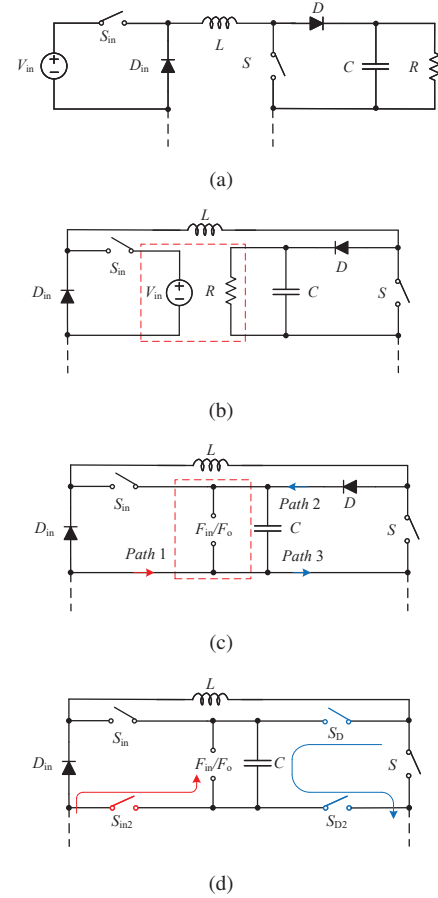 S_in L D
V_in D_in S C R
(a)
L
S_in D
D_in V_in R C S
(b)
L
S_in Path 2 D
D_in F_in/F_o C S
Path 1 Path 3
(c)
L
S_in S_D
D_in F_in/F_o C S
S_in2 S_D2
(d)